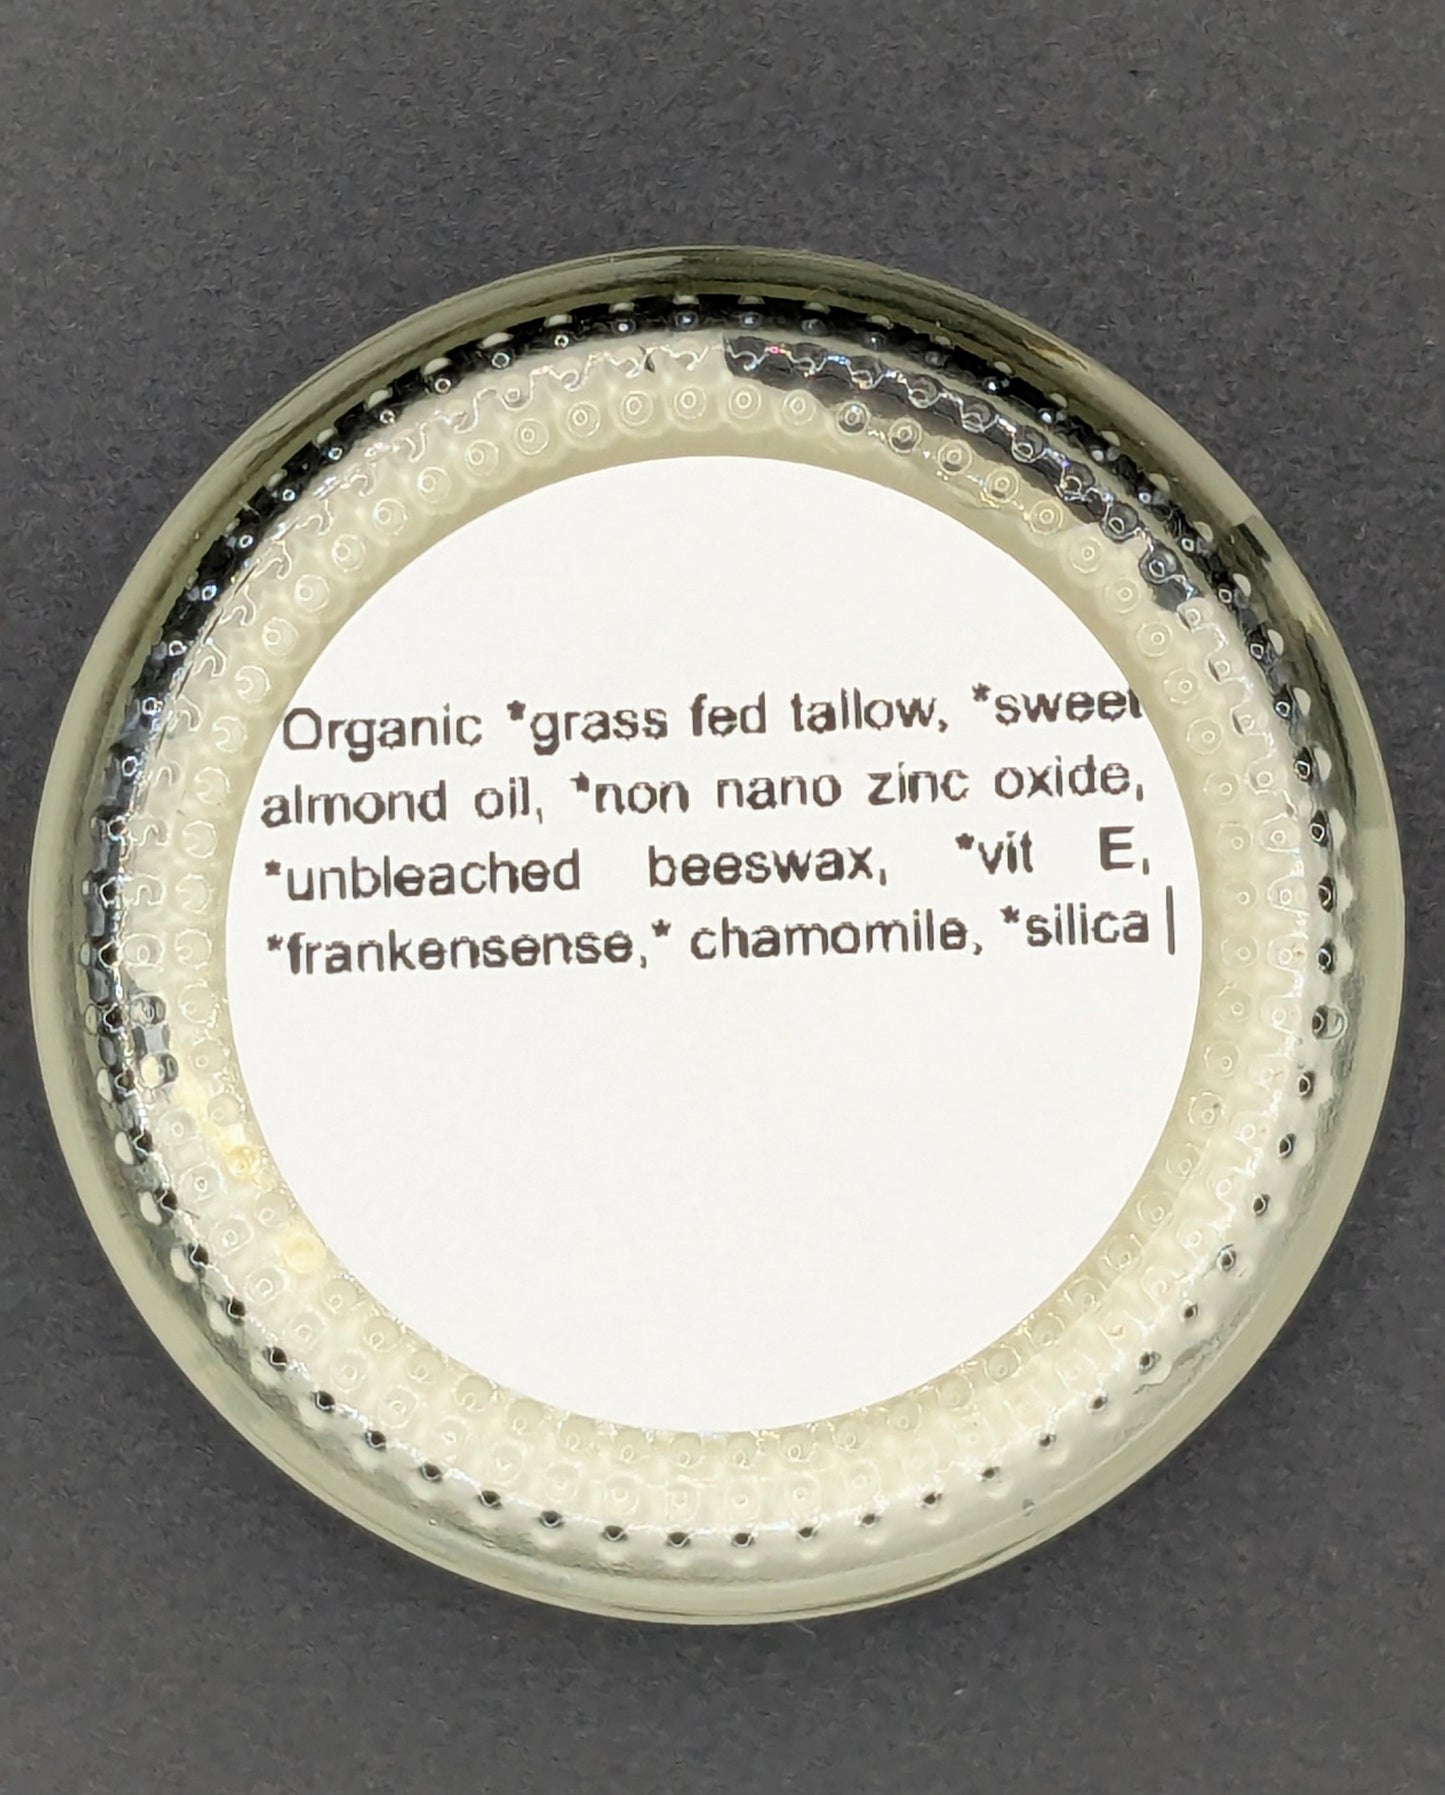 Organic *grass fed tallow, *sweet
almond oil, *non nano zinc oxide,
*unbleached beeswax, *vit E,
*frankensense,* chamomile, *silica |